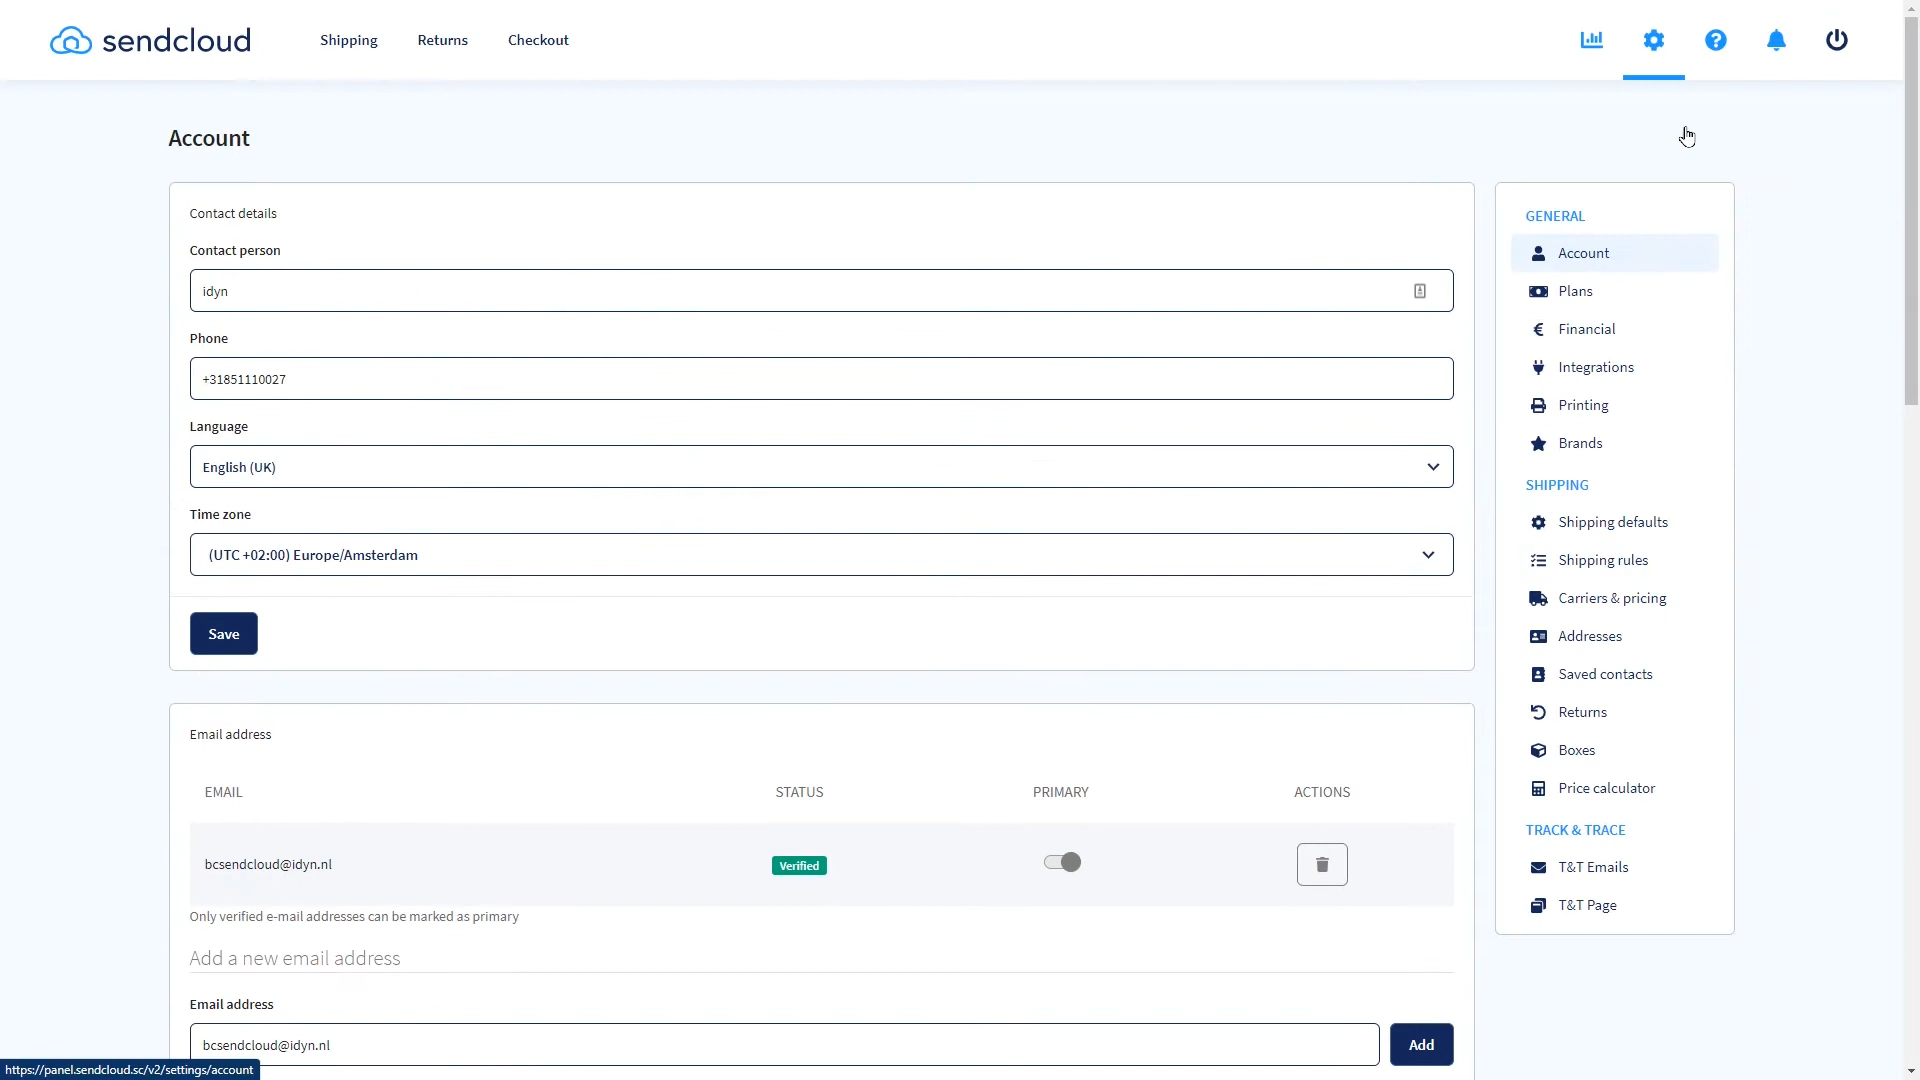 sendcloud
Shipping
Returns
Checkout
Account
Contact details
Contact person
idyn
Phone
+31851110027
Language
English (UK)
Time zone
(UTC +02:00) Europe/Amsterdam
Save
Email address
EMAIL
STATUS
PRIMARY
ACTIONS
bcsendcloud@idyn.nl
Verified
Only verified e-mail addresses can be marked as primary
Add a new email address
Email address
bcsendcloud@idyn.nl
Add
GENERAL
Account
Plans
Financial
Integrations
Printing
Brands
SHIPPING
Shipping defaults
Shipping rules
Carriers & pricing
Addresses
Saved contacts
Returns
Boxes
Price calculator
TRACK & TRACE
T&T Emails
T&T Page
https://panel.sendcloud.sc/v2/settings/account